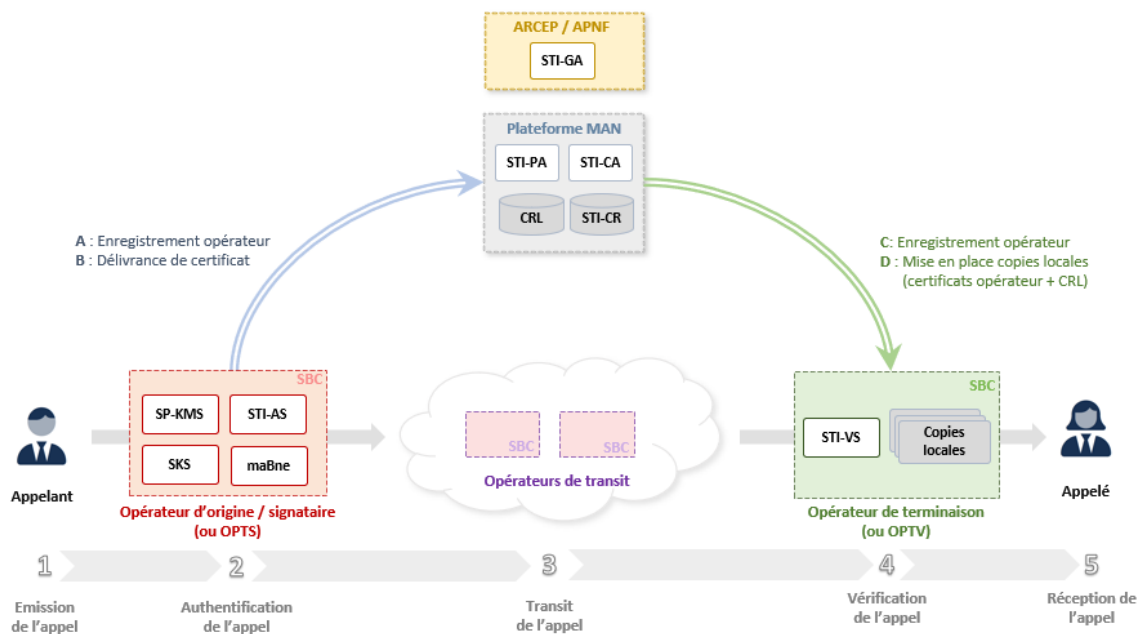 ARCEP / APNF
STI-GA
Plateforme MAN
STI-PA
STI-CA
CRL
STI-CR
A : Enregistrement opérateur
B : Délivrance de certificat
C: Enregistrement opérateur
D : Mise en place copies locales
(certificats opérateur + CRL)
SBC
SP-KMS
STI-AS
SKS
maBne
Appelant
Opérateur d'origine / signataire
(ou OPTS)
SBC
SBC
Opérateurs de transit
SBC
STI-VS
Copies
locales
Opérateur de terminaison
(ou OPTV)
Appelé
1
Emission de
l'appel
2
Authentification
de l'appel
3
Transit
de l'appel
4
Vérification
de l'appel
5
Réception de
l'appel